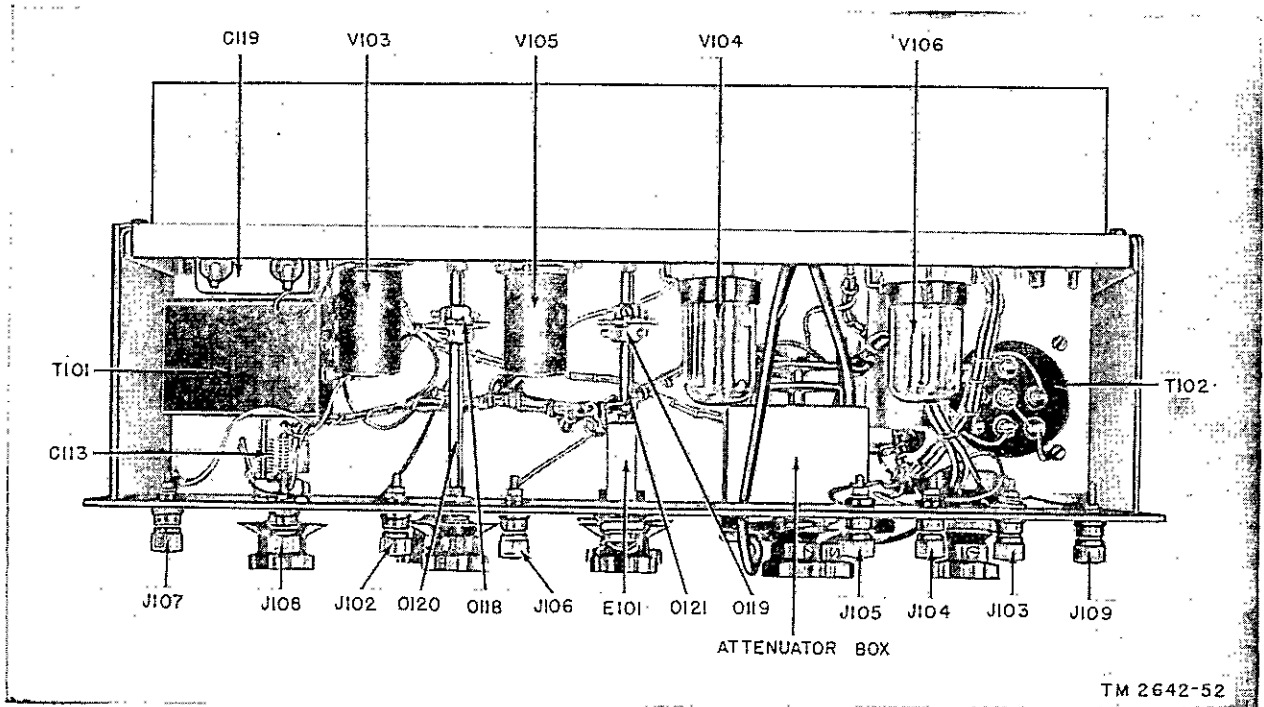 C119 V103 V105 V104 V106
T101
T102
C113
J107 J108 J102 O120 O118 J106 E101 O121 O119 J105 J104 J103 J109
ATTENUATOR BOX
TM 2642-52